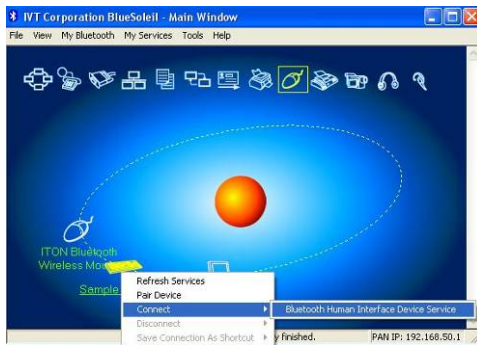 IVT Corporation BlueSoleil - Main Window
File View My Bluetooth My Services Tools Help
ITON Bluetooth
Wireless Mo
Sample
Refresh Services
Pair Device
Connect
Bluetooth Human Interface Device Service
Disconnect
Save Connection As Shortcut
y finished.
PAN IP: 192.168.50.1